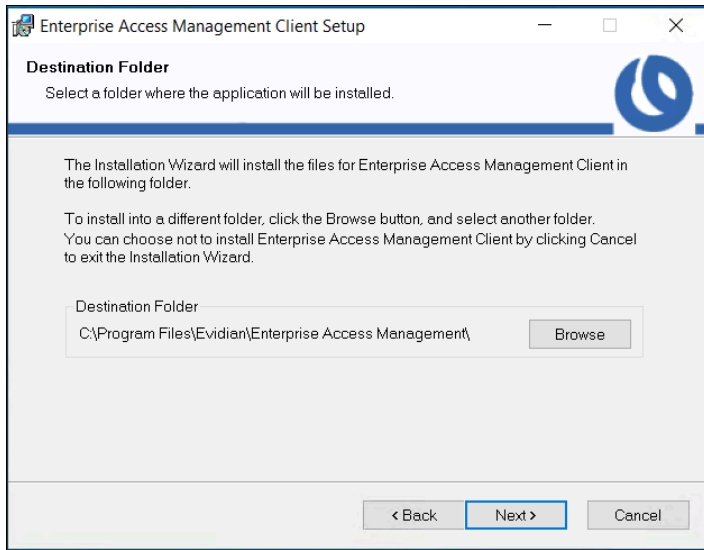 Enterprise Access Management Client Setup
Destination Folder
Select a folder where the application will be installed.
The Installation Wizard will install the files for Enterprise Access Management Client in
the following folder.
To install into a different folder, click the Browse button, and select another folder.
You can choose not to install Enterprise Access Management Client by clicking Cancel
to exit the Installation Wizard.
Destination Folder
C:\Program Files\Evidian\Enterprise Access Management\
Browse
< Back
Next >
Cancel